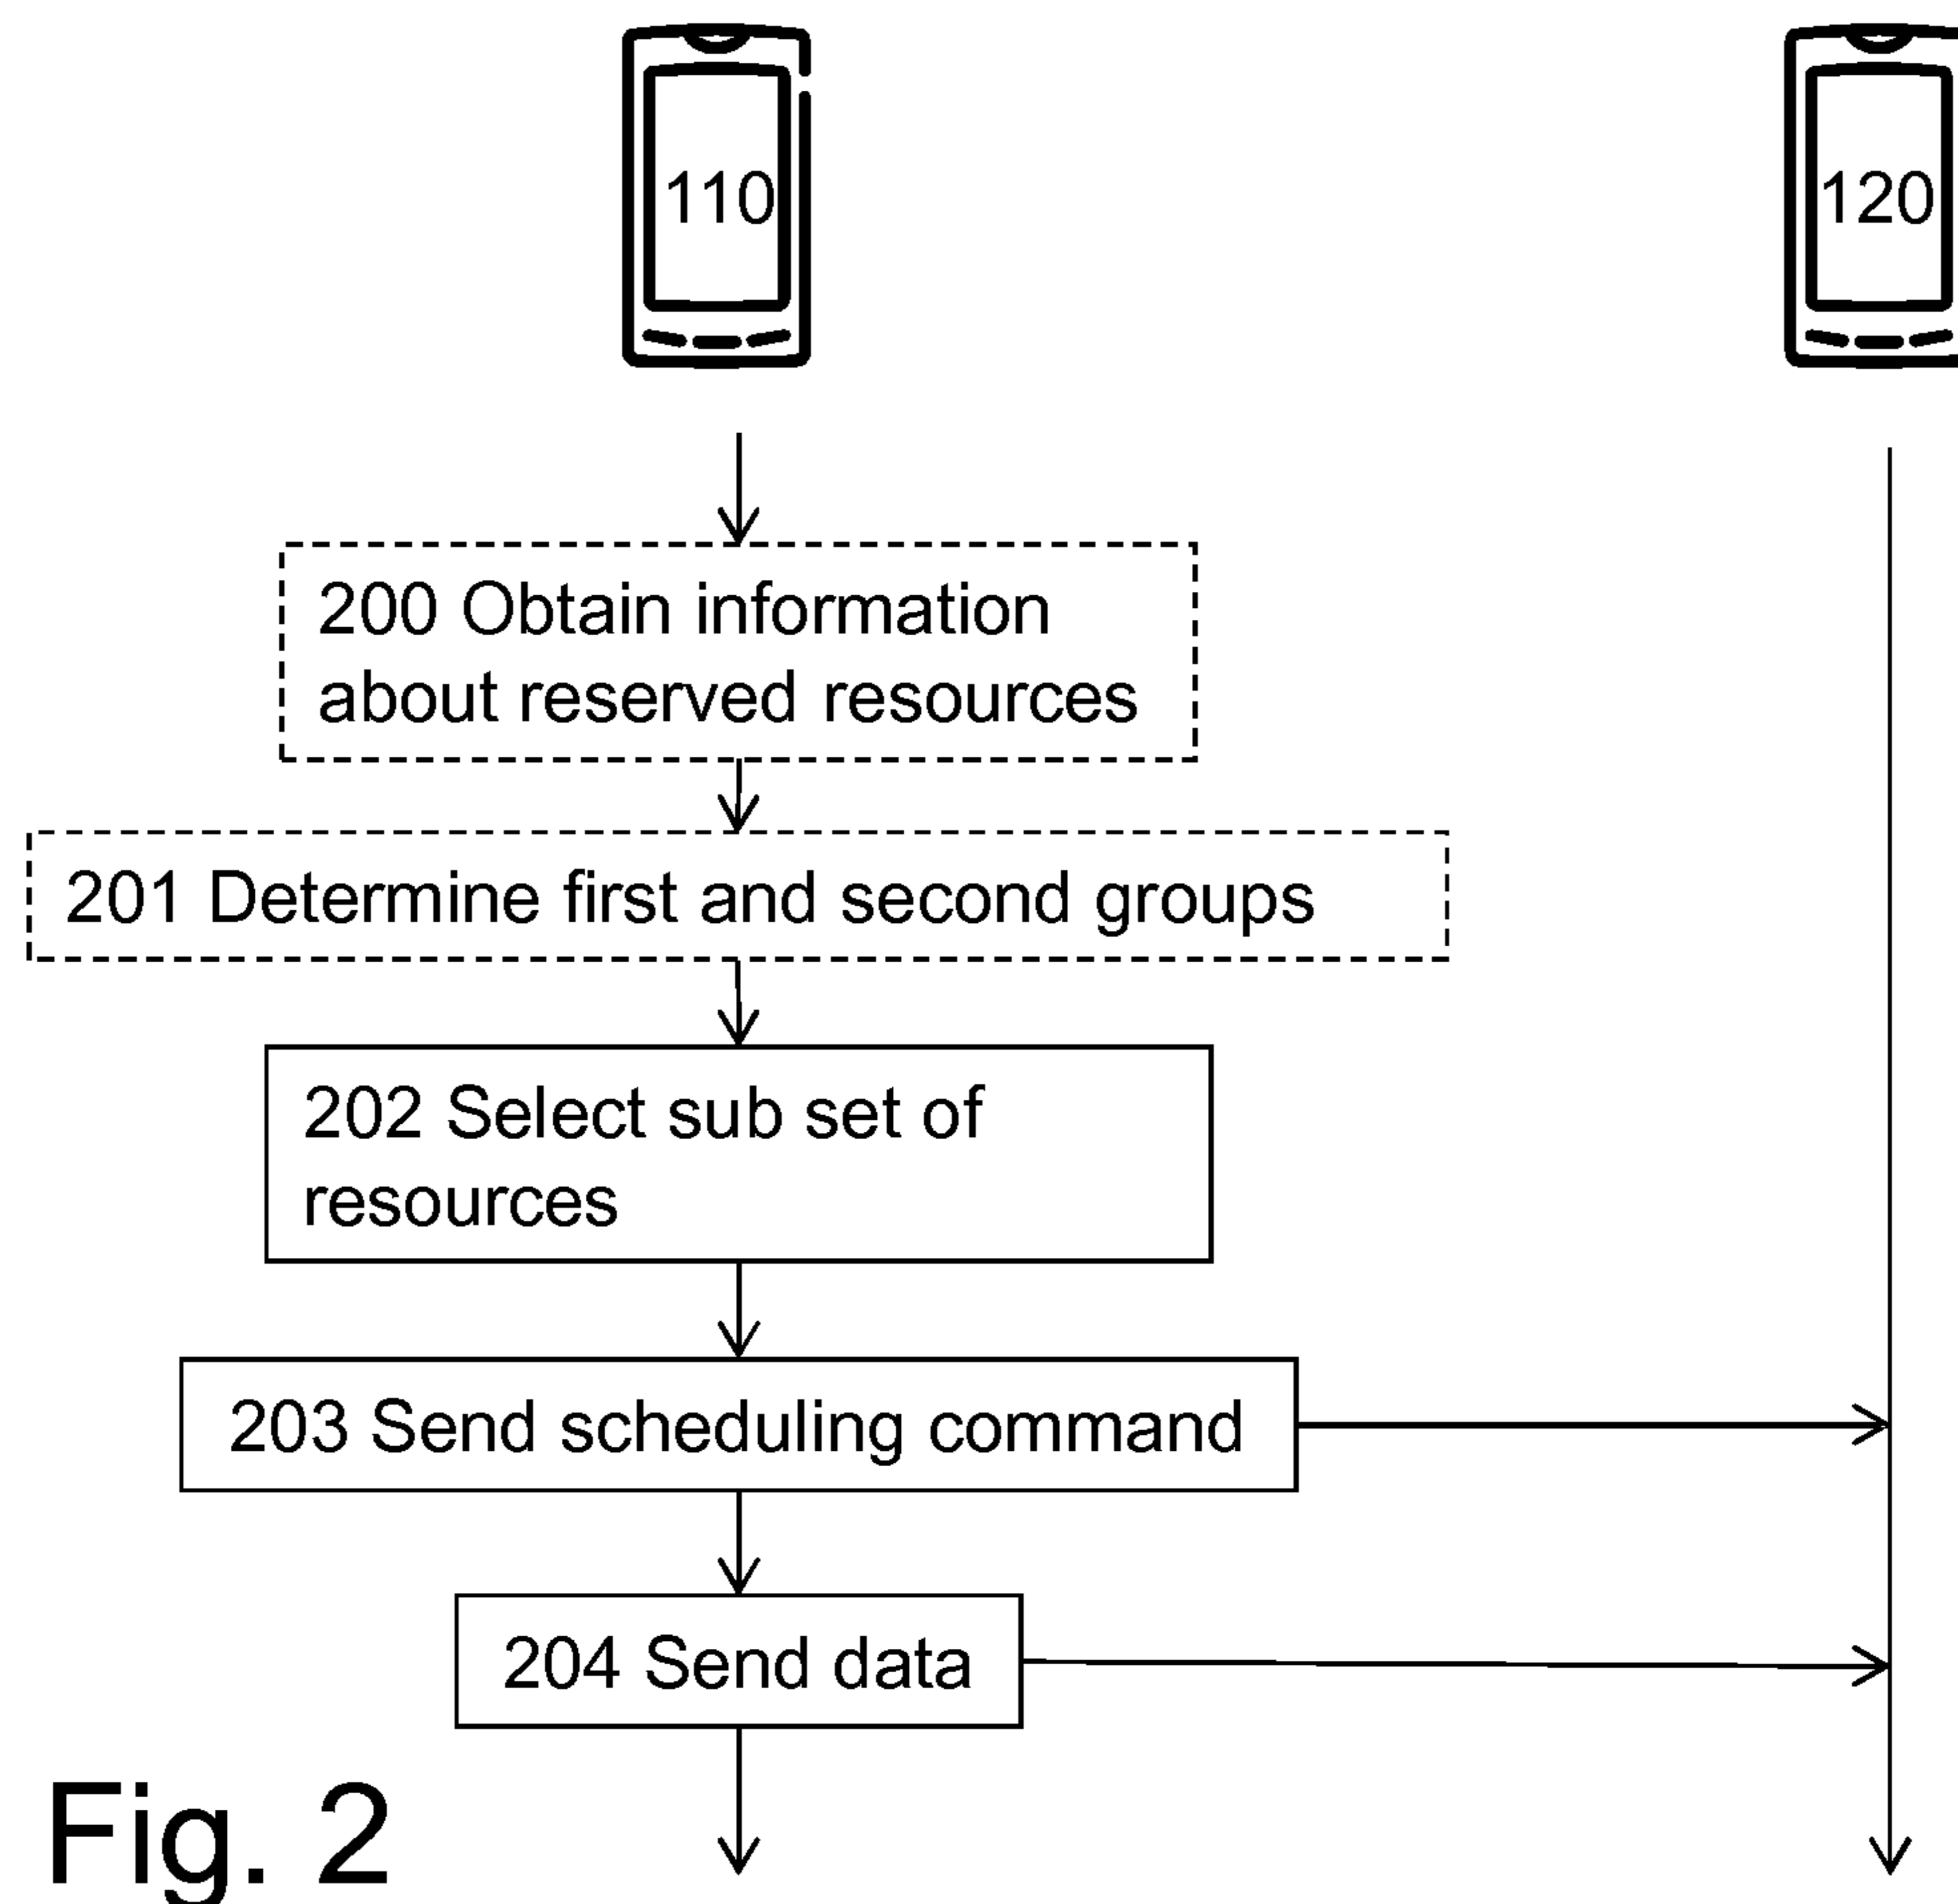 110
120
200 Obtain information
about reserved resources
201 Determine first and second groups
202 Select sub set of
resources
203 Send scheduling command
204 Send data
Fig. 2